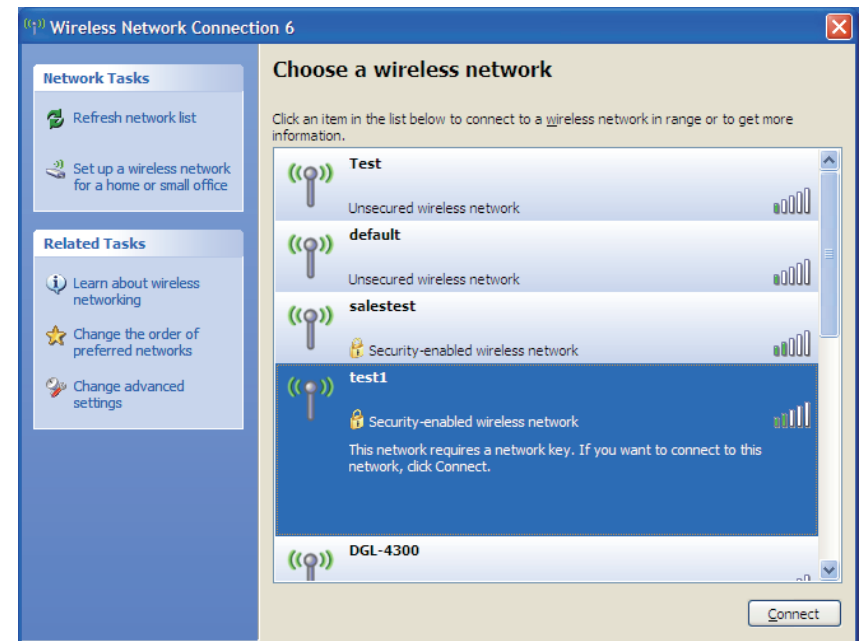 Wireless Network Connection 6
Network Tasks
Refresh network list
Set up a wireless network
for a home or small office
Related Tasks
Learn about wireless
networking
Change the order of
preferred networks
Change advanced
settings
Choose a wireless network
Click an item in the list below to connect to a wireless network in range or to get more
information.
Test
Unsecured wireless network
default
Unsecured wireless network
salestest
Security-enabled wireless network
test1
Security-enabled wireless network
This network requires a network key. If you want to connect to this
network, click Connect.
DGL-4300
Connect